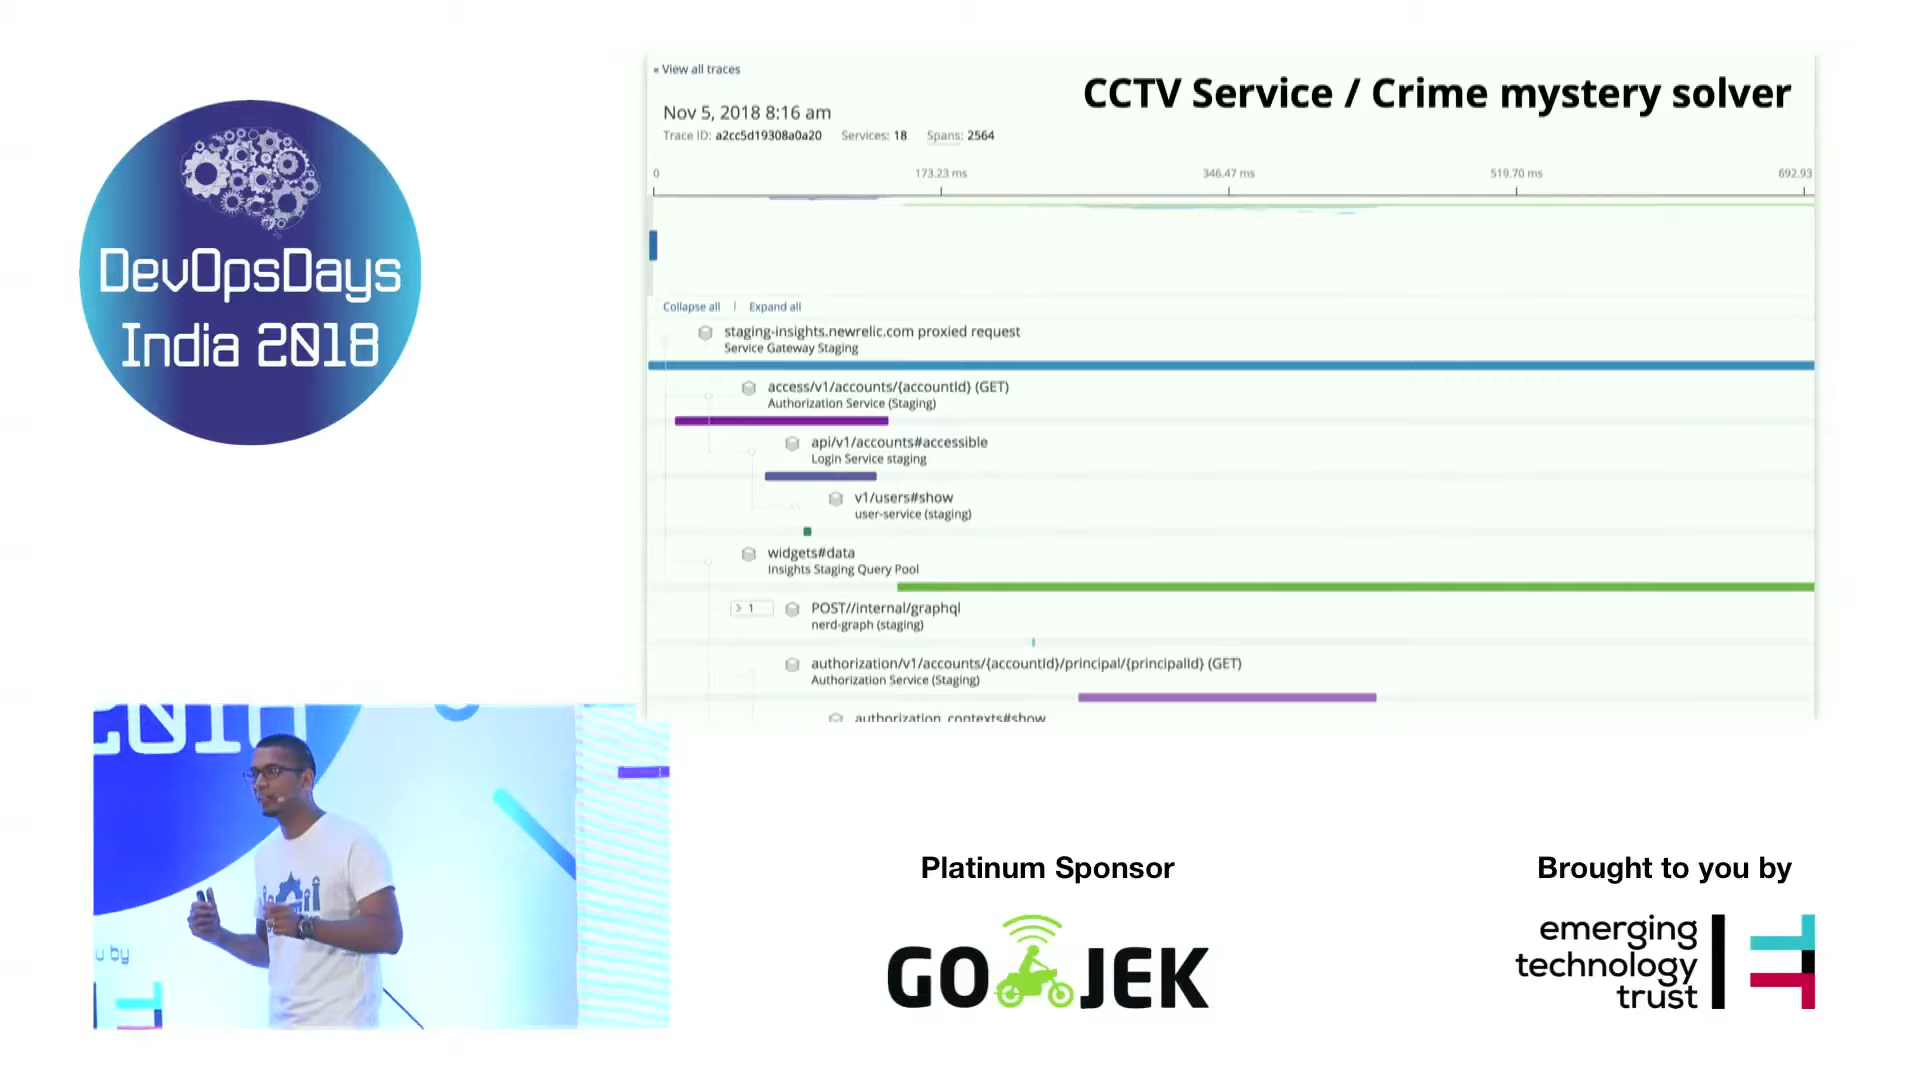 DevOpsDays
India 2018
« View all traces
CCTV Service / Crime mystery solver
Nov 5, 2018 8:16 am
Trace ID: a2cc5d19308a0a20 Services: 18 Spans: 2564
0 173.23 ms 346.47 ms 519.70 ms 692.93
Collapse all | Expand all
staging-insights.newrelic.com proxied request
Service Gateway Staging
access/v1/accounts/{accountId} (GET)
Authorization Service (Staging)
api/v1/accounts#accessible
Login Service staging
v1/users#show
user-service (staging)
widgets#data
Insights Staging Query Pool
> 1 POST//internal/graphql
nerd-graph (staging)
authorization/v1/accounts/{accountId}/principal/{principalId} (GET)
Authorization Service (Staging)
authorization_contexts#show
2018
u by
Platinum Sponsor
GO JEK
Brought to you by
emerging
technology
trust